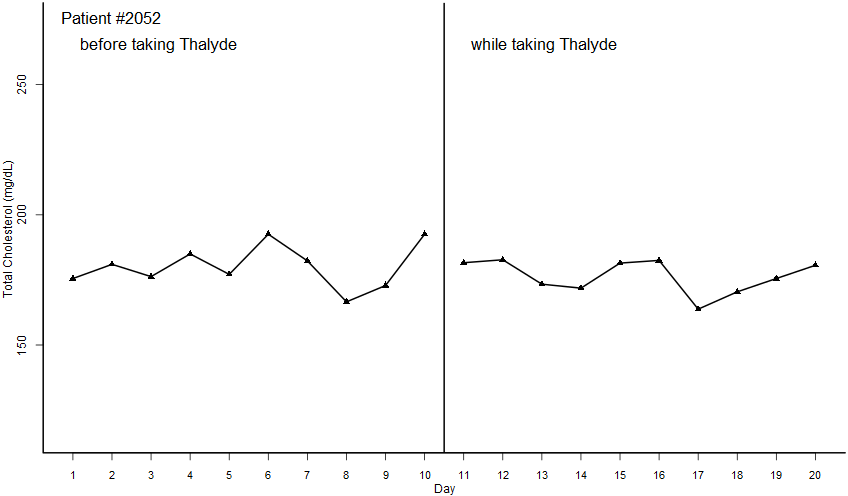 Patient #2052
before taking Thalyde
while taking Thalyde
Total Cholesterol (mg/dL)
250
200
150
1 2 3 4 5 6 7 8 9 10 11 12 13 14 15 16 17 18 19 20
Day